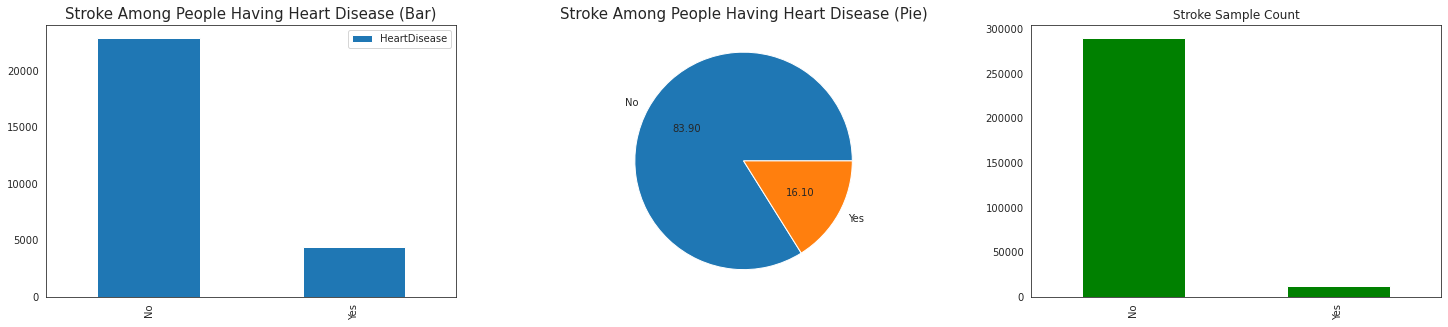 Stroke Among People Having Heart Disease (Bar)
HeartDisease
20000
15000
10000
5000
0
No
Yes
Stroke Among People Having Heart Disease (Pie)
No
83.90
16.10
Yes
Stroke Sample Count
300000
250000
200000
150000
100000
50000
0
No
Yes